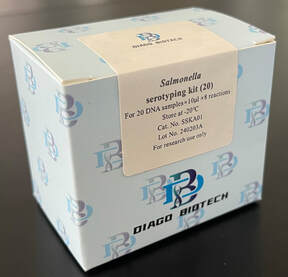 DIAGO BIOTECH
Salmonella
serotyping kit (20)
For 20 DNA samples×10μl ×8 reactions
Store at -20℃
Cat. No. SSKA01
Lot No. 240203A
For research use only
DIAGO BIOTECH